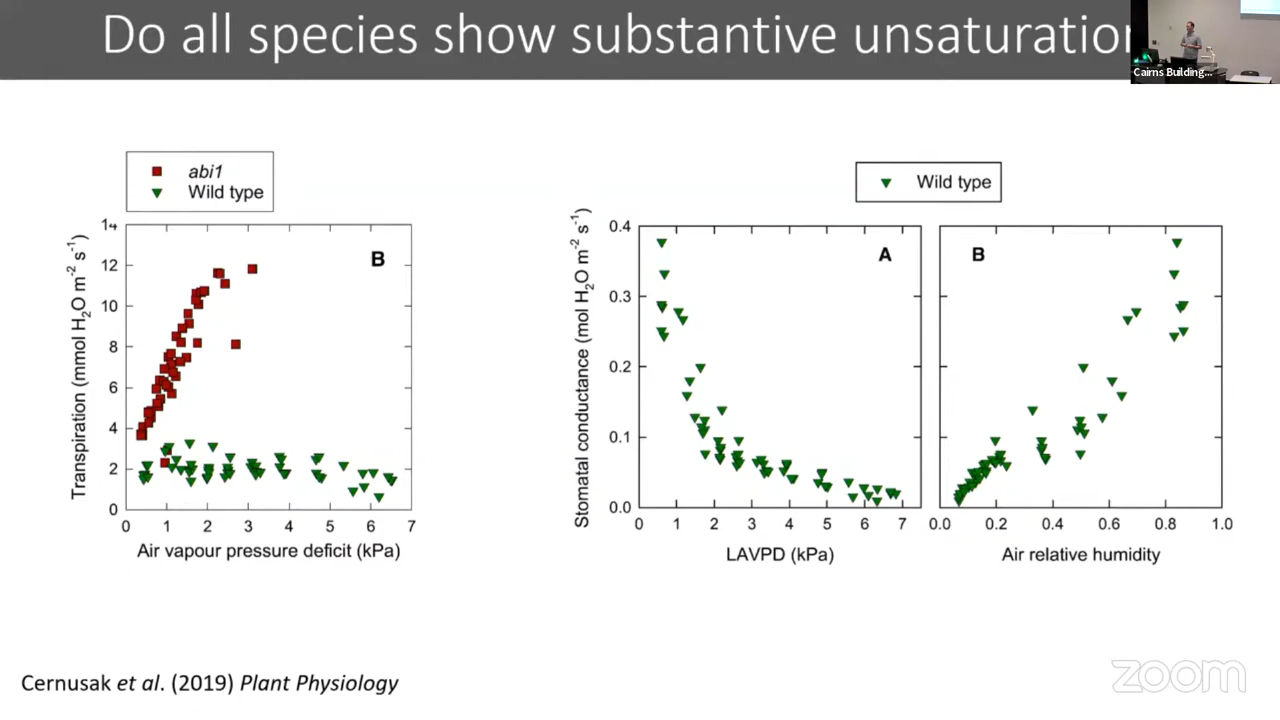 Do all species show substantive unsaturation
Cairns Building...
abi1
Wild type
Wild type
14
12
10
8
6
4
2
0
Transpiration (mmol H2O m-2 s-1)
B
0 1 2 3 4 5 6 7
Air vapour pressure deficit (kPa)
0.4
0.3
0.2
0.1
0.0
Stomatal conductance (mol H2O m-2 s-1)
A
0 1 2 3 4 5 6 7
LAVPD (kPa)
B
0.0 0.2 0.4 0.6 0.8 1.0
Air relative humidity
Cernusak et al. (2019) Plant Physiology
zoom